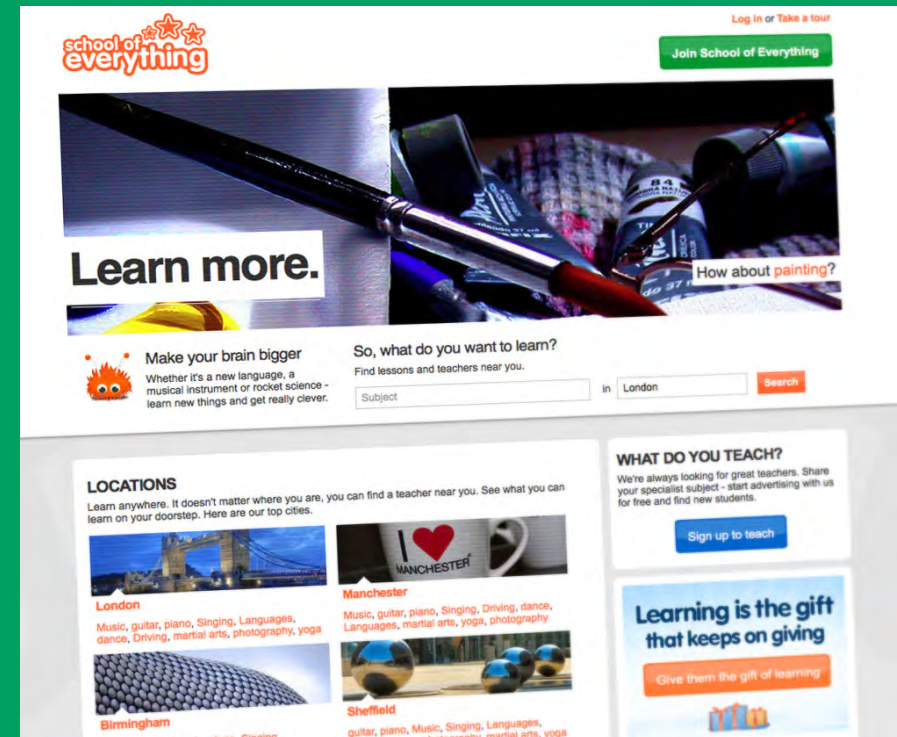 school of
everything
Log in or Take a tour
Join School of Everything
84
Learn more.
How about painting?
Make your brain bigger
Whether it's a new language, a
musical instrument or rocket science -
learn new things and get really clever.
So, what do you want to learn?
Find lessons and teachers near you.
Subject
in
London
Search
LOCATIONS
Learn anywhere. It doesn't matter where you are, you can find a teacher near you. See what you can
learn on your doorstep. Here are our top cities.
I
MANCHESTER
London
Music, guitar, piano, Singing, Languages,
dance, Driving, martial arts, photography, yoga
Manchester
Music, guitar, piano, Singing, Driving, dance,
Languages, martial arts, yoga, photography
Birmingham
Sheffield
guitar, piano, Music, Singing, Languages,
photography, martial arts, yoga
WHAT DO YOU TEACH?
We're always looking for great teachers. Share
your specialist subject - start advertising with us
for free and find new students.
Sign up to teach
Learning is the gift
that keeps on giving
Give them the gift of learning